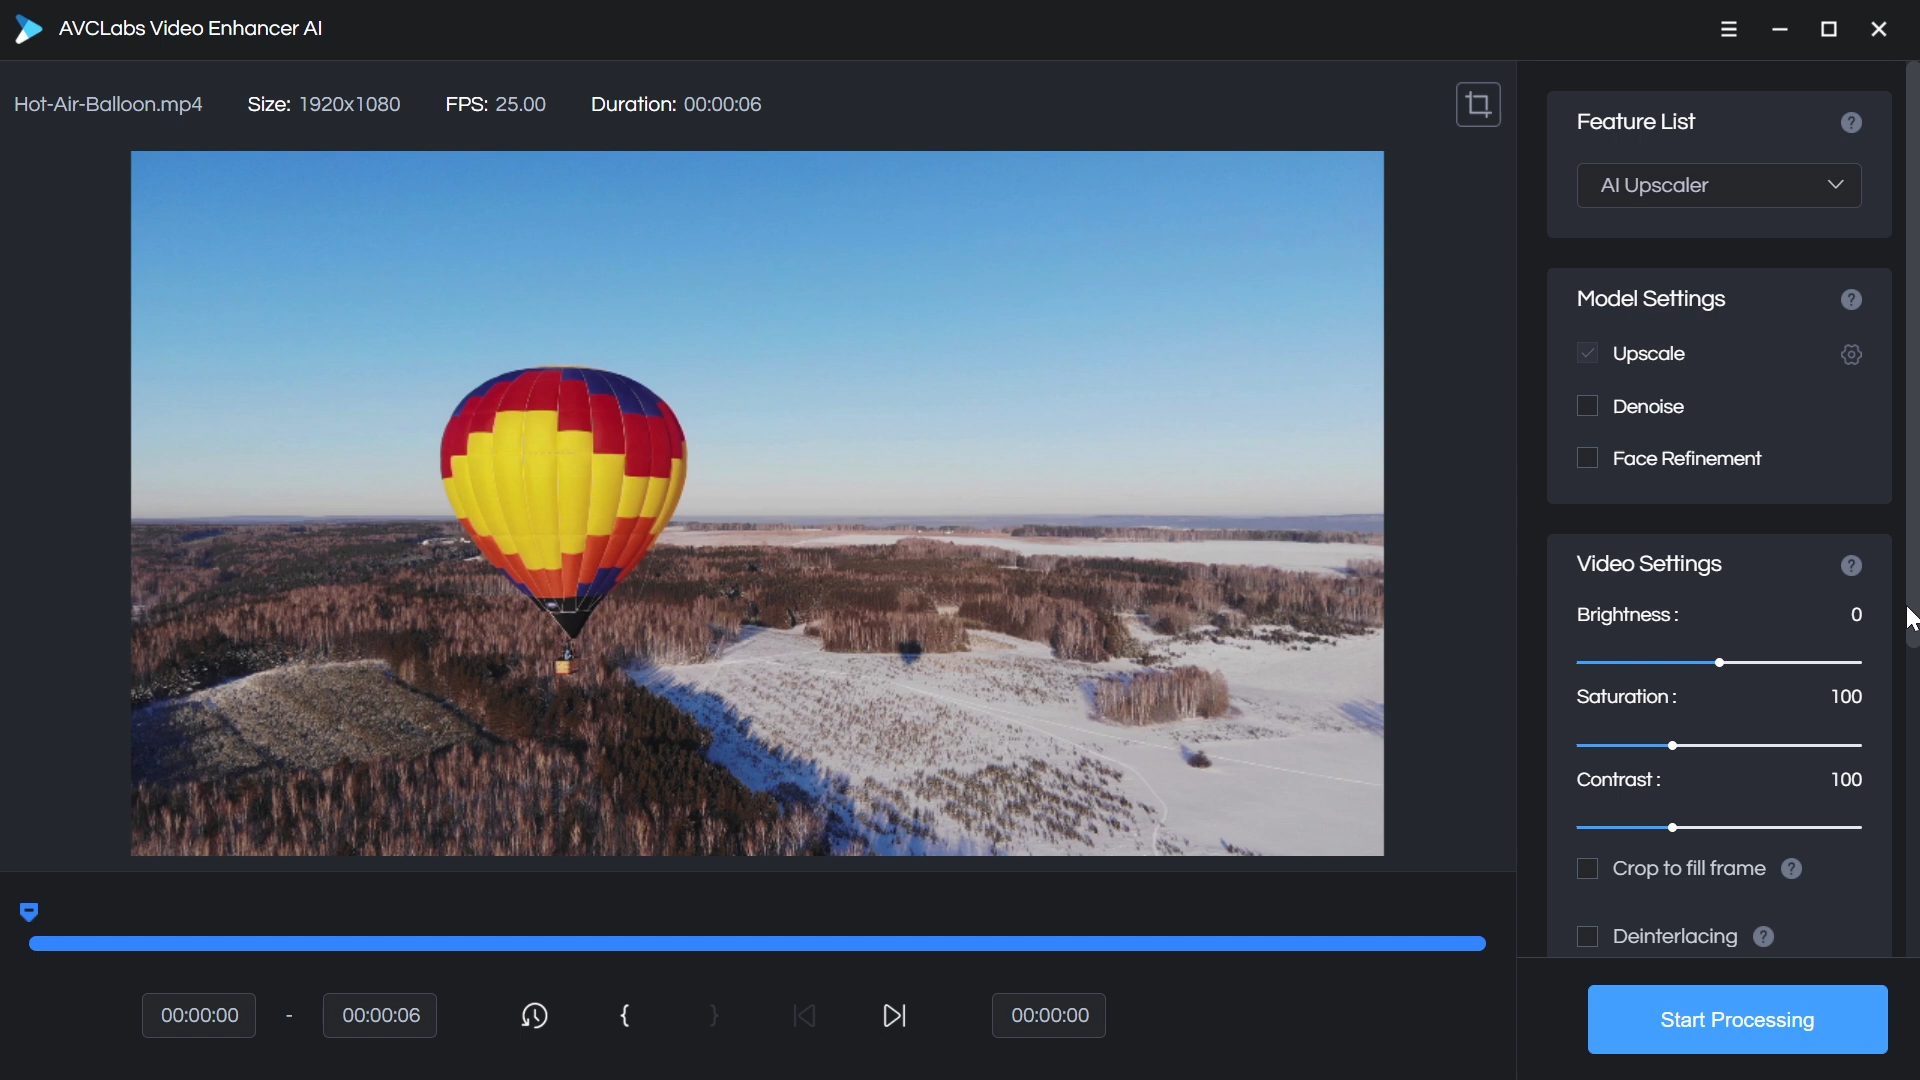 AVCLabs Video Enhancer AI
Hot-Air-Balloon.mp4 Size: 1920x1080 FPS: 25.00 Duration: 00:00:06
Feature List ?
AI Upscaler
Model Settings ?
Upscale
Denoise
Face Refinement
Video Settings ?
Brightness : 0
Saturation : 100
Contrast : 100
Crop to fill frame ?
Deinterlacing ?
00:00:00 - 00:00:06 { } 00:00:00
Start Processing